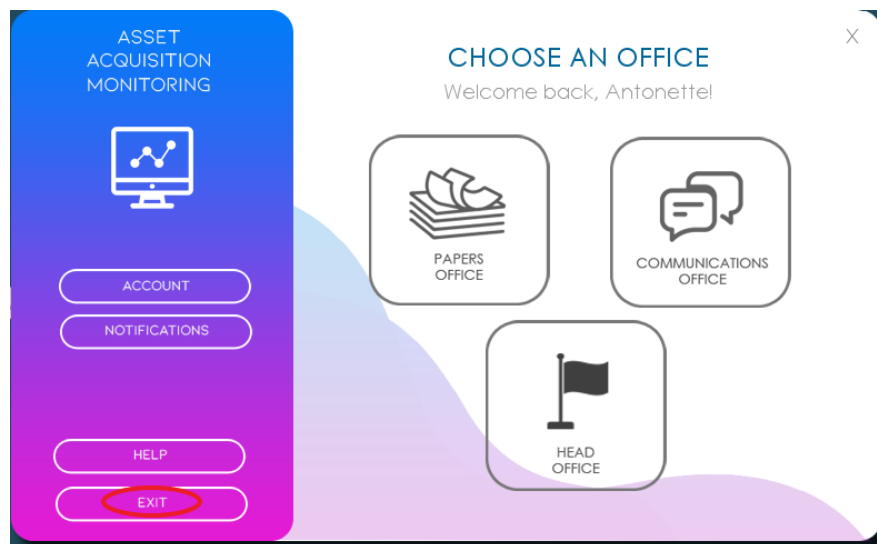 ASSET
ACQUISITION
MONITORING
ACCOUNT
NOTIFICATIONS
HELP
EXIT
X
CHOOSE AN OFFICE
Welcome back, Antonette!
PAPERS
OFFICE
COMMUNICATIONS
OFFICE
HEAD
OFFICE